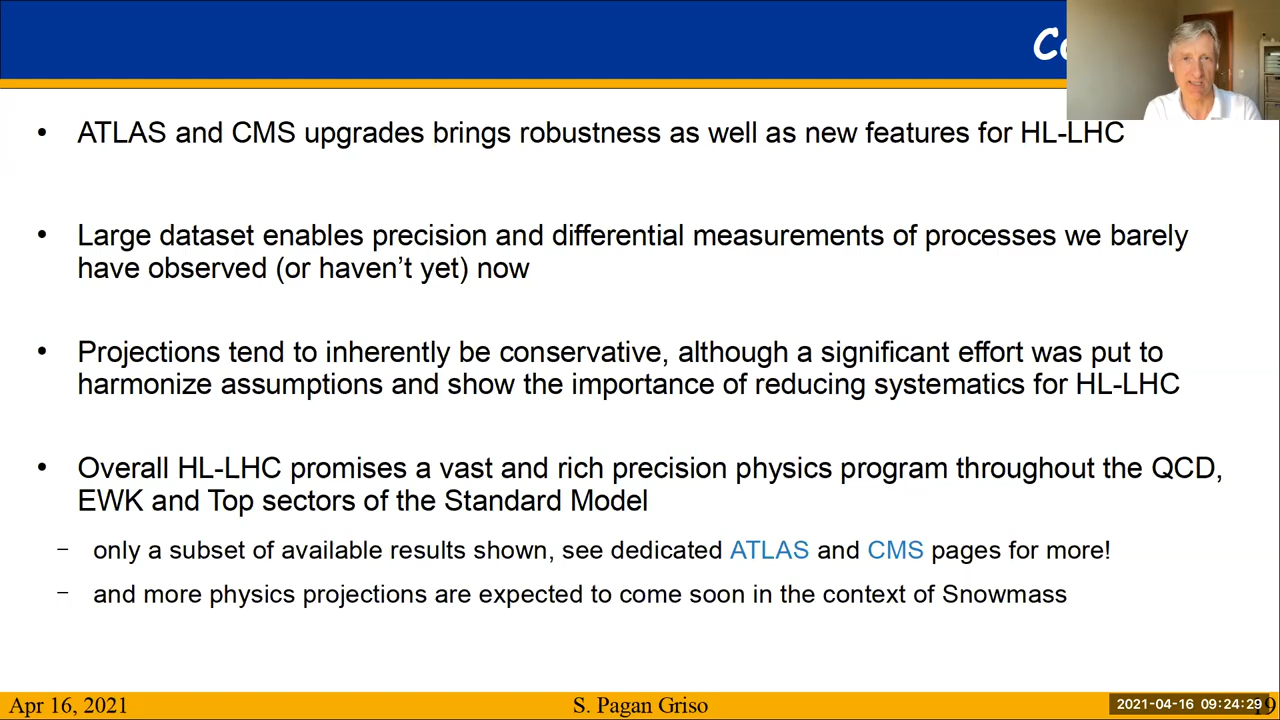 ATLAS and CMS upgrades brings robustness as well as new features for HL-LHC
Large dataset enables precision and differential measurements of processes we barely
have observed (or haven't yet) now
Projections tend to inherently be conservative, although a significant effort was put to
harmonize assumptions and show the importance of reducing systematics for HL-LHC
Overall HL-LHC promises a vast and rich precision physics program throughout the QCD,
EWK and Top sectors of the Standard Model
– only a subset of available results shown, see dedicated ATLAS and CMS pages for more!
– and more physics projections are expected to come soon in the context of Snowmass
Apr 16, 2021
S. Pagan Griso
2021-04-16 09:24:29